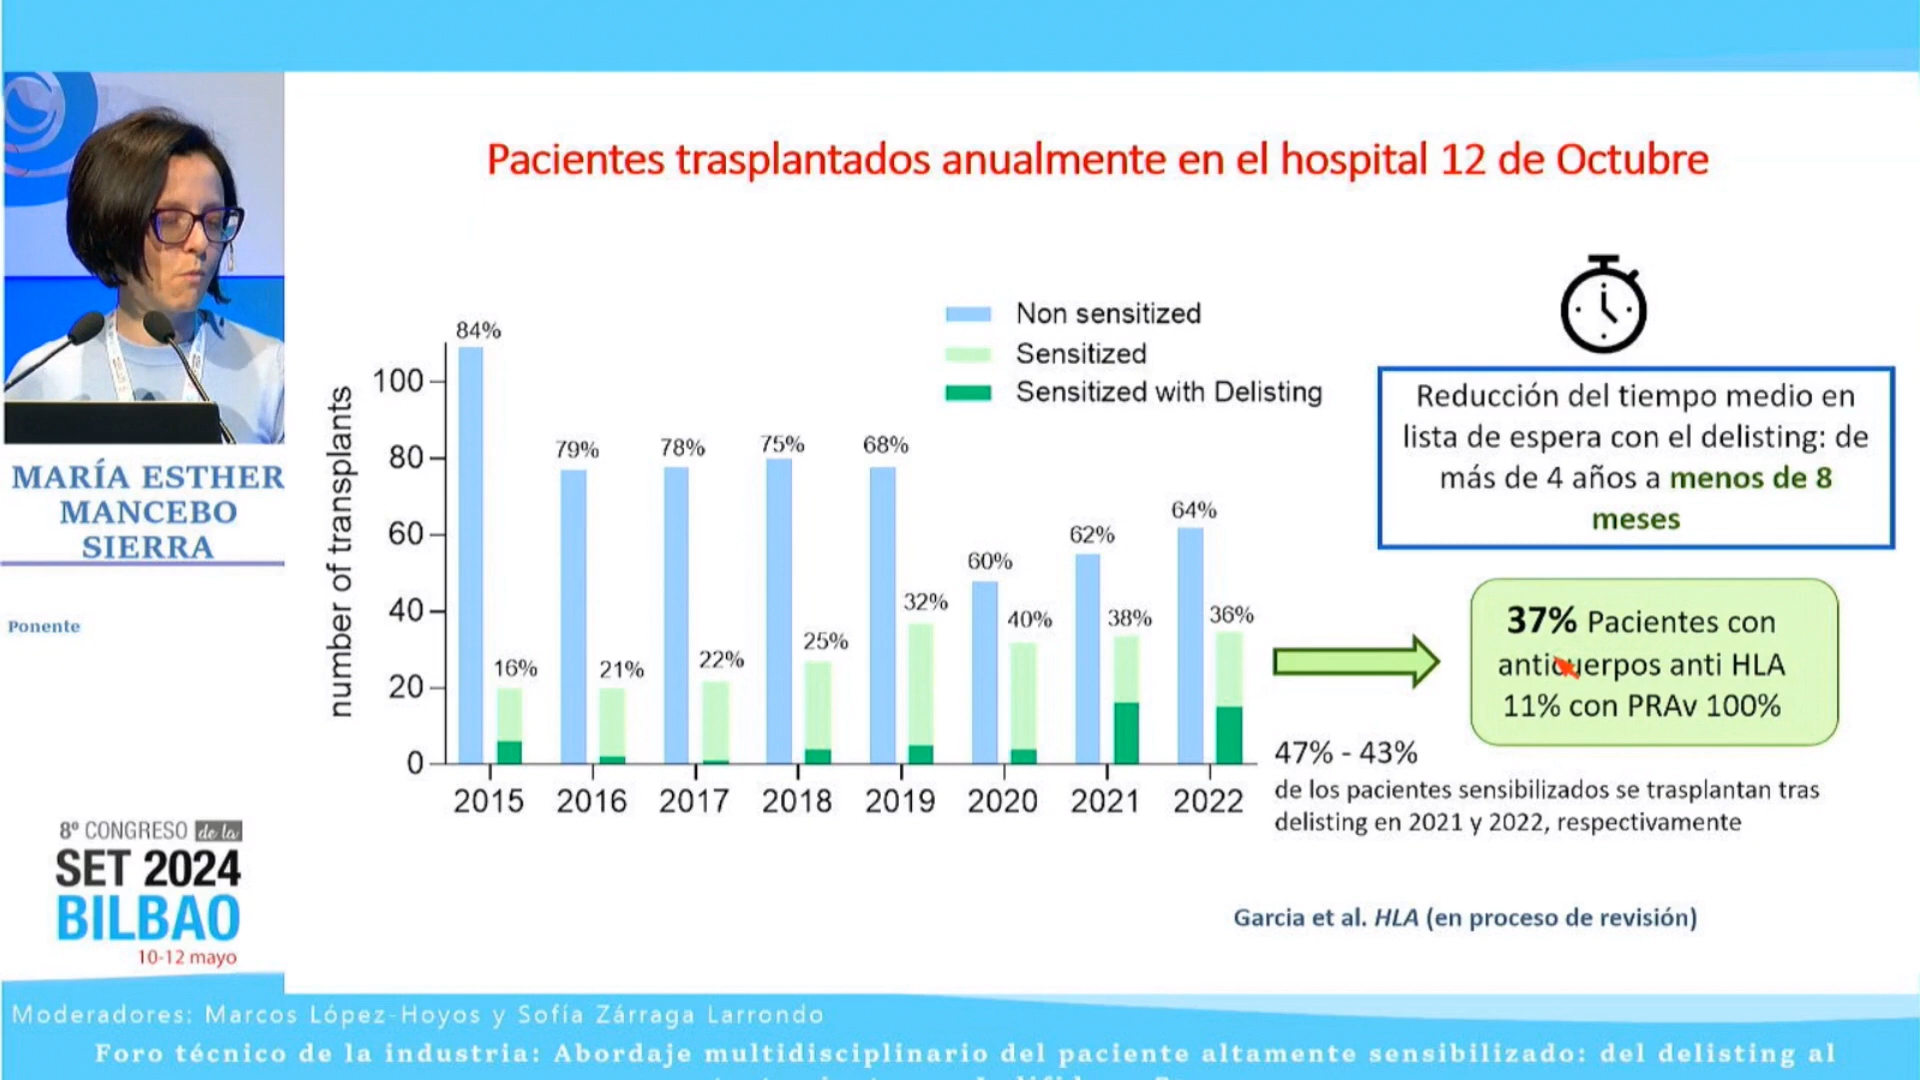 Pacientes trasplantados anualmente en el hospital 12 de Octubre
MARÍA ESTHER
MANCEBO
SIERRA
Ponente
8º CONGRESO de la
SET 2024
BILBAO
10-12 mayo
number of transplants
100
80
60
40
20
0
84%
16%
79%
21%
78%
22%
75%
25%
68%
32%
60%
40%
62%
38%
64%
36%
2015 2016 2017 2018 2019 2020 2021 2022
Non sensitized
Sensitized
Sensitized with Delisting
Reducción del tiempo medio en
lista de espera con el delisting: de
más de 4 años a menos de 8
meses
37% Pacientes con
anticuerpos anti HLA
11% con PRAv 100%
47% - 43%
de los pacientes sensibilizados se trasplantan tras
delisting en 2021 y 2022, respectivamente
Garcia et al. HLA (en proceso de revisión)
Moderadores: Marcos López-Hoyos y Sofía Zárraga Larrondo
Foro técnico de la industria: Abordaje multidisciplinario del paciente altamente sensibilizado: del delisting al